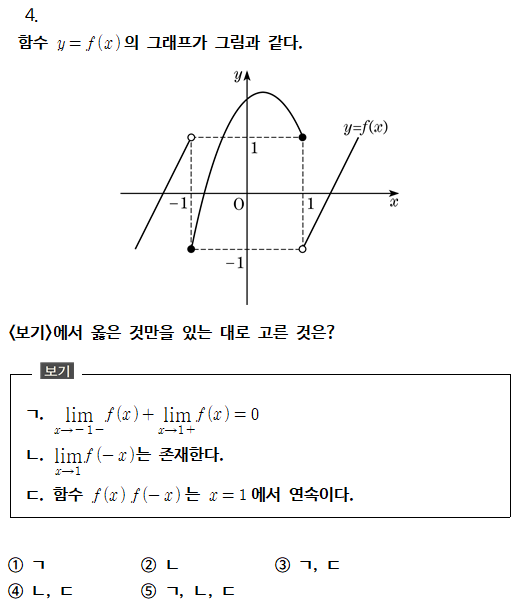 4.
함수 y = f(x)의 그래프가 그림과 같다.
y
y=f(x)
1
-1 O 1 x
-1
<보기>에서 옳은 것만을 있는 대로 고른 것은?
보기
ㄱ. lim_{x→-1-} f(x) + lim_{x→1+} f(x) = 0
ㄴ. lim_{x→1} f(-x)는 존재한다.
ㄷ. 함수 f(x)f(-x)는 x = 1에서 연속이다.
① ㄱ ② ㄴ ③ ㄱ, ㄷ
④ ㄴ, ㄷ ⑤ ㄱ, ㄴ, ㄷ